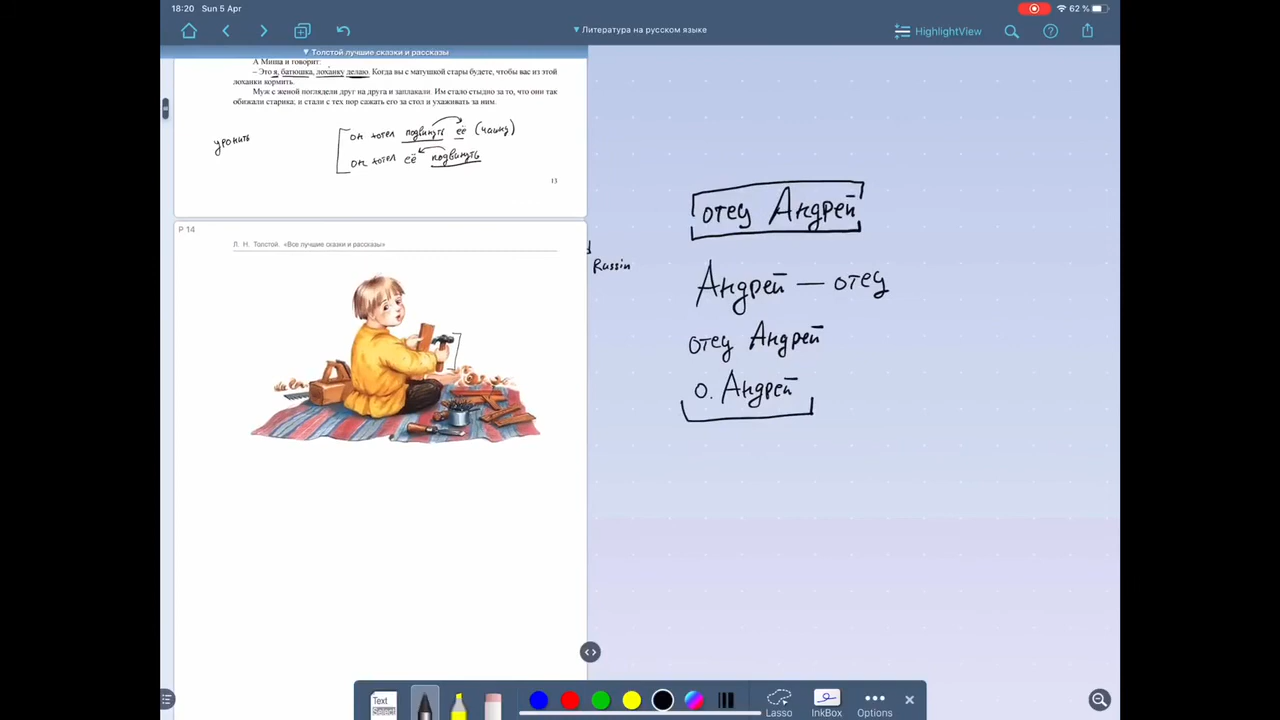 18:20 Sun 5 Apr
62 %
Литература на русском языке
HighlightView
Толстой лучшие сказки и рассказы
А Миша и говорит:
– Это я, батюшка, лоханку делаю. Когда вы с матушкой стары будете, чтобы вас из этой
лоханки кормить.
Муж с женой поглядели друг на друга и заплакали. Им стало стыдно за то, что они так
обижали старика, и стали с тех пор сажать его за стол и ухаживать за ним.
уронить
он хотел подвинуть её (чашку)
он хотел её подвинуть
13
P 14
Л. Н. Толстой. «Все лучшие сказки и рассказы»
Russin
отец Андрей
Андрей — отец
отец Андрей
о. Андрей
Text
Select
Lasso
InkBox
Options